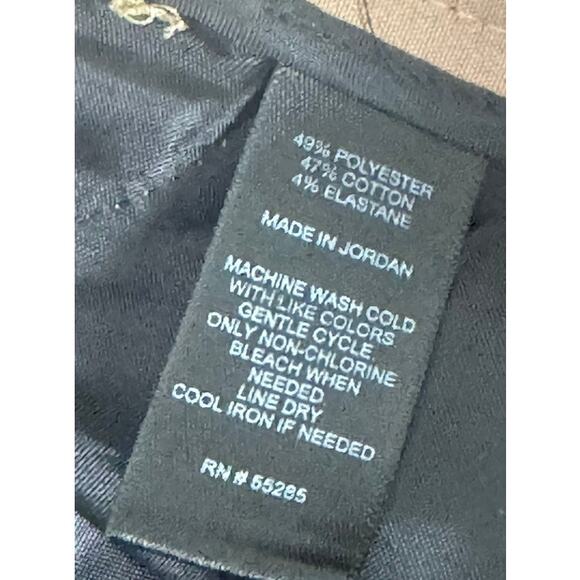 49% POLYESTER
47% COTTON
4% ELASTANE
MADE IN JORDAN
MACHINE WASH COLD
WITH LIKE COLORS
GENTLE CYCLE
ONLY NON-CHLORINE
BLEACH WHEN
NEEDED
LINE DRY
COOL IRON IF NEEDED
RN # 55285